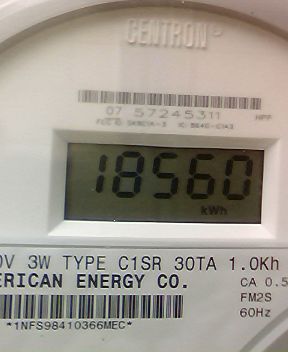 CENTRON
07 57245311
HPF
18560
kWh
0V 3W TYPE C1SR 30TA 1.0Kh
ERICAN ENERGY CO.
CA 0.5
FM2S
60Hz
*1NFS98410366MEC*